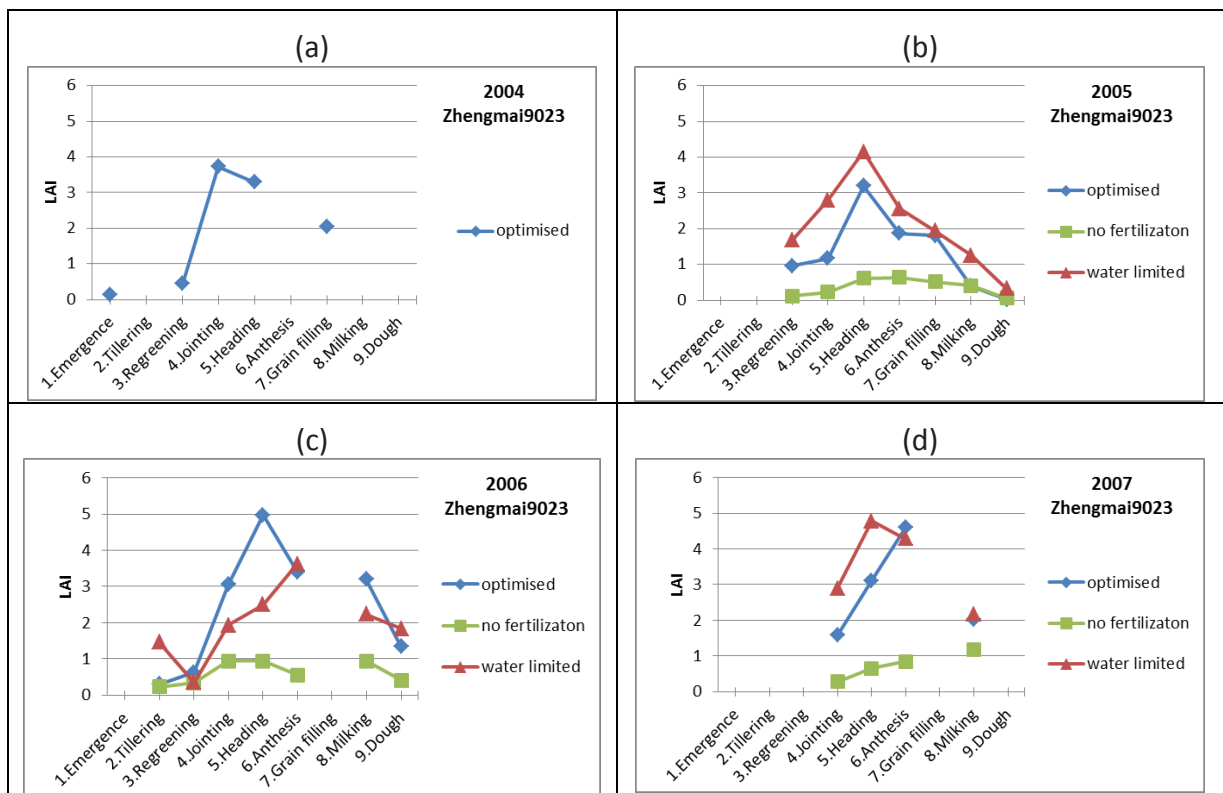 (a)
2004
Zhengmai9023
6
5
4
3
2
1
0
LAI
optimised
1.Emergence
2.Tillering
3.Regreening
4.Jointing
5.Heading
6.Anthesis
7.Grain filling
8.Milking
9.Dough
(b)
2005
Zhengmai9023
6
5
4
3
2
1
0
LAI
optimised
no fertilizaton
water limited
1.Emergence
2.Tillering
3.Regreening
4.Jointing
5.Heading
6.Anthesis
7.Grain filling
8.Milking
9.Dough
(c)
2006
Zhengmai9023
6
5
4
3
2
1
0
LAI
optimised
no fertilizaton
water limited
1.Emergence
2.Tillering
3.Regreening
4.Jointing
5.Heading
6.Anthesis
7.Grain filling
8.Milking
9.Dough
(d)
2007
Zhengmai9023
6
5
4
3
2
1
0
LAI
optimised
no fertilizaton
water limited
1.Emergence
2.Tillering
3.Regreening
4.Jointing
5.Heading
6.Anthesis
7.Grain filling
8.Milking
9.Dough